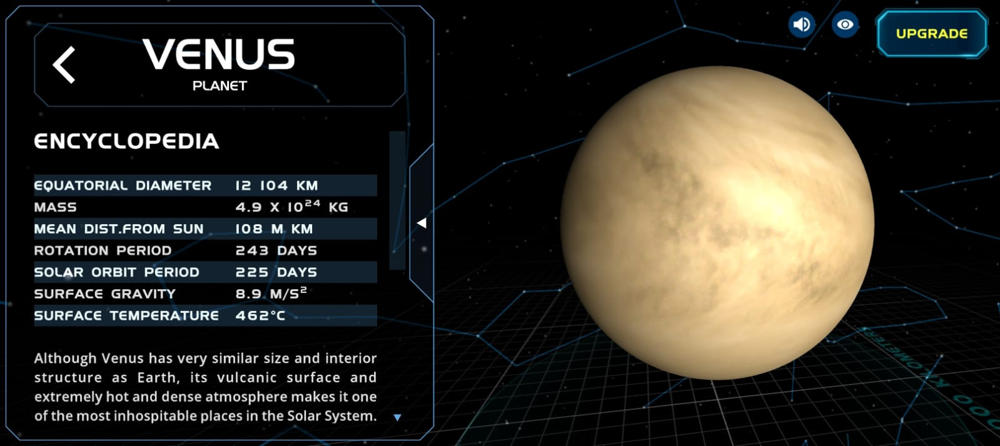 VENUS
PLANET
UPGRADE
ENCYCLOPEDIA
EQUATORIAL DIAMETER 12 104 KM
MASS 4.9 X 10²⁴ KG
MEAN DIST.FROM SUN 108 M KM
ROTATION PERIOD 243 DAYS
SOLAR ORBIT PERIOD 225 DAYS
SURFACE GRAVITY 8.9 M/S²
SURFACE TEMPERATURE 462°C
Although Venus has very similar size and interior
structure as Earth, its vulcanic surface and
extremely hot and dense atmosphere makes it one
of the most inhospitable places in the Solar System.
KILOMETERS